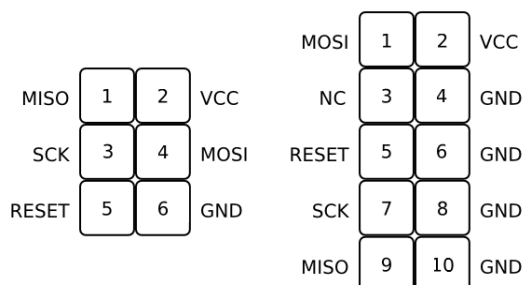 MISO 1 2 VCC
SCK 3 4 MOSI
RESET 5 6 GND
MOSI 1 2 VCC
NC 3 4 GND
RESET 5 6 GND
SCK 7 8 GND
MISO 9 10 GND